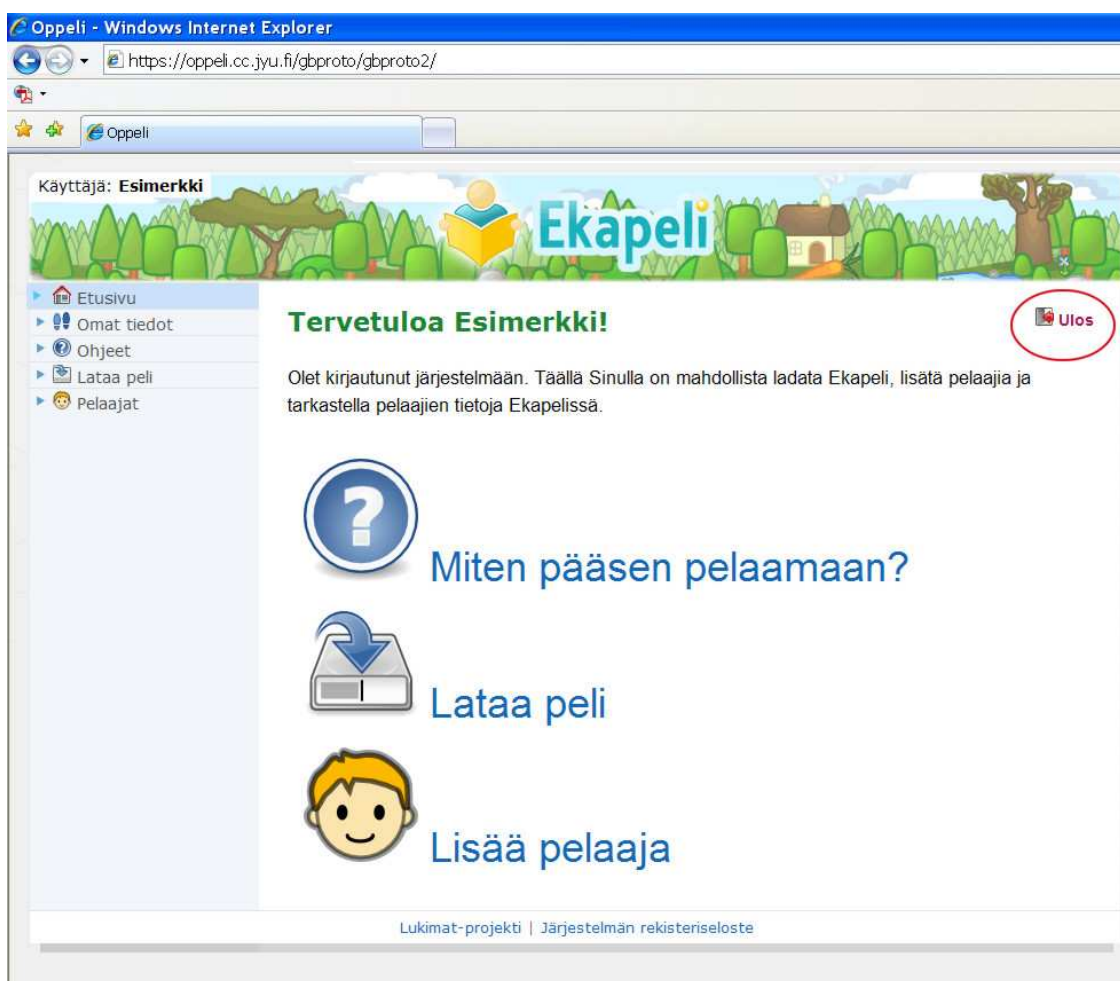 Oppeli - Windows Internet Explorer
https://oppeli.cc.jyu.fi/gbproto/gbproto2/
Oppeli
Käyttäjä: Esimerkki
Ekapeli
Etusivu
Omat tiedot
Ohjeet
Lataa peli
Pelaajat
Tervetuloa Esimerkki!
Ulos
Olet kirjautunut järjestelmään. Täällä Sinulla on mahdollista ladata Ekapeli, lisätä pelaajia ja
tarkastella pelaajien tietoja Ekapelissä.
Miten pääsen pelaamaan?
Lataa peli
Lisää pelaaja
Lukimat-projekti | Järjestelmän rekisteriseloste